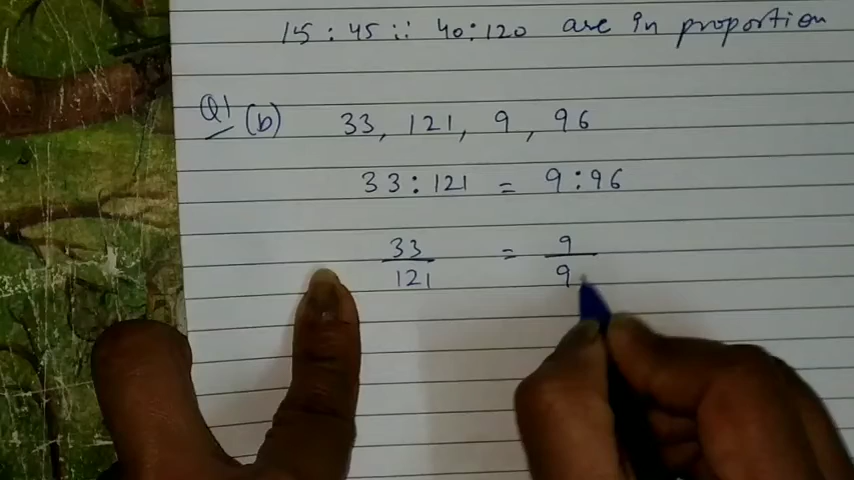 15 : 45 :: 40 : 120 are in proportion
Q1 (b) 33, 121, 9, 96
33 : 121 = 9 : 96
33/121 = 9/9